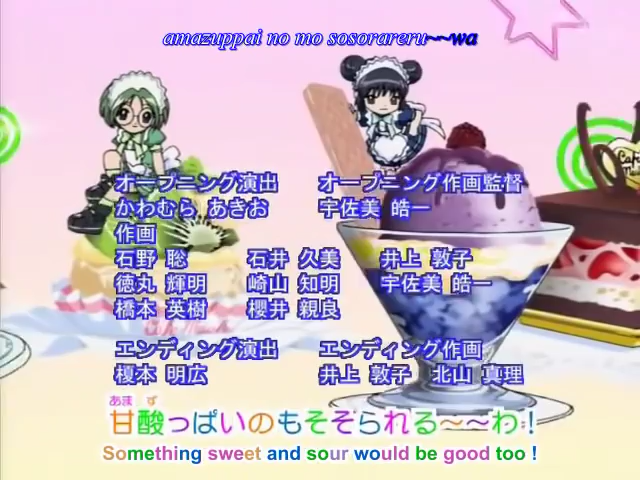 amazuppai no mo sosorareru~~wa
Cafe
オープニング演出 オープニング作画監督
かわむら あきお 宇佐美 皓一
作画
石野 聡 石井 久美 井上 敦子
徳丸 輝明 崎山 知明 宇佐美 皓一
橋本 英樹 櫻井 親良
エンディング演出 エンディング作画
榎本 明広 井上 敦子 北山 真理
あま ず
甘酸っぱいのもそそられる～～わ！
Something sweet and sour would be good too !